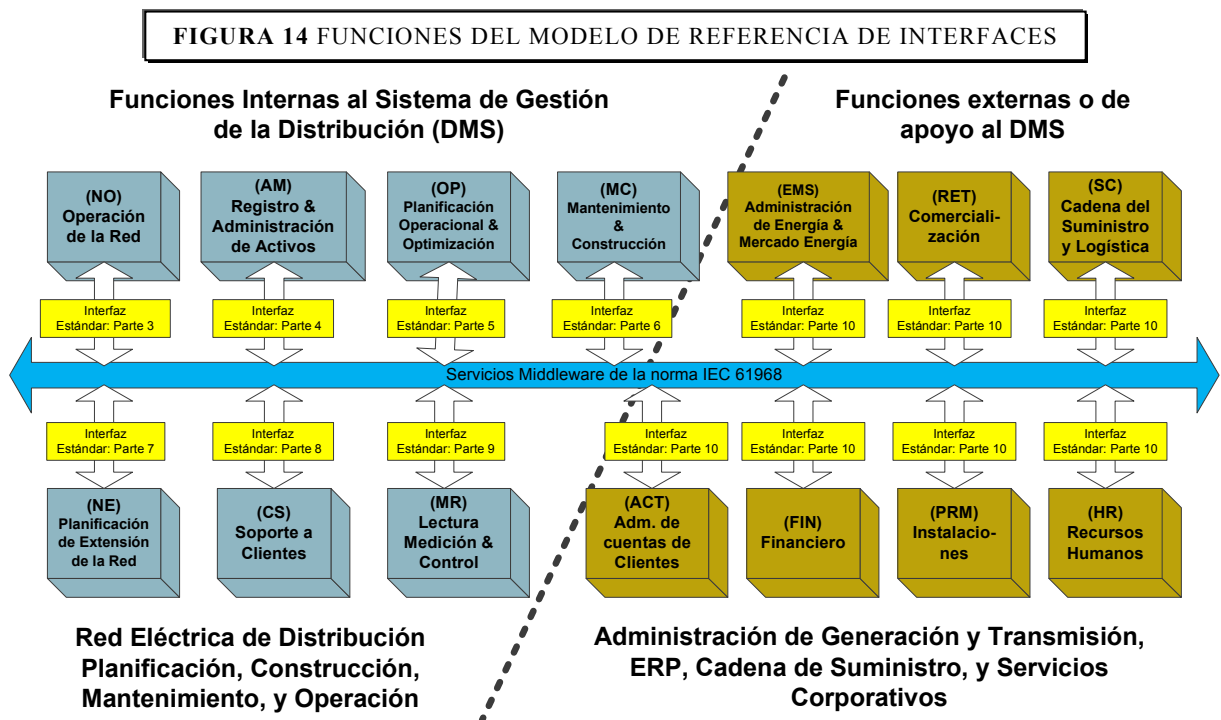 FIGURA 14 FUNCIONES DEL MODELO DE REFERENCIA DE INTERFACES
Funciones Internas al Sistema de Gestión
de la Distribución (DMS)
Funciones externas o de
apoyo al DMS
(NO)
Operación
de la Red
(AM)
Registro &
Administración
de Activos
(OP)
Planificación
Operacional &
Optimización
(MC)
Mantenimiento
&
Construcción
(EMS)
Administración
de Energía &
Mercado Energía
(RET)
Comerciali-
zación
(SC)
Cadena del
Suministro
y Logística
Interfaz
Estándar: Parte 3
Interfaz
Estándar: Parte 4
Interfaz
Estándar: Parte 5
Interfaz
Estándar: Parte 6
Interfaz
Estándar: Parte 10
Interfaz
Estándar: Parte 10
Interfaz
Estándar: Parte 10
Servicios Middleware de la norma IEC 61968
Interfaz
Estándar: Parte 7
Interfaz
Estándar: Parte 8
Interfaz
Estándar: Parte 9
Interfaz
Estándar: Parte 10
Interfaz
Estándar: Parte 10
Interfaz
Estándar: Parte 10
Interfaz
Estándar: Parte 10
(NE)
Planificación
de Extensión
de la Red
(CS)
Soporte a
Clientes
(MR)
Lectura
Medición &
Control
(ACT)
Adm. de
cuentas de
Clientes
(FIN)
Financiero
(PRM)
Instalacio-
nes
(HR)
Recursos
Humanos
Red Eléctrica de Distribución
Planificación, Construcción,
Mantenimiento, y Operación
Administración de Generación y Transmisión,
ERP, Cadena de Suministro, y Servicios
Corporativos